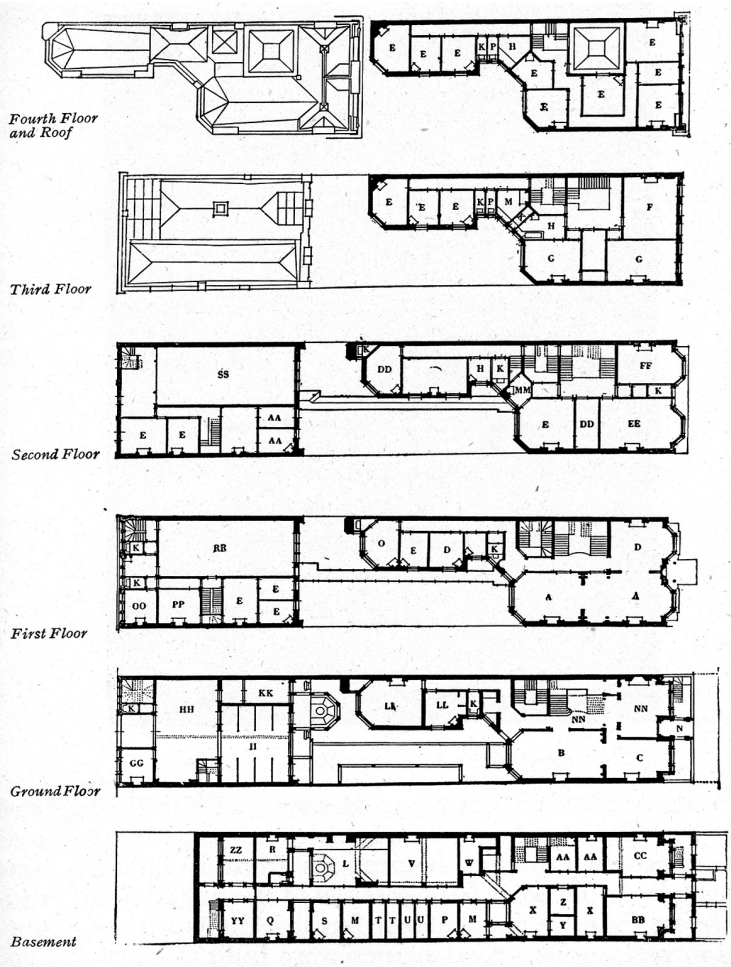 E E E K P H E E E E E E
Fourth Floor
and Roof
E E E K P M K H F G G
Third Floor
SS DD H K K MM FF K
E E AA AA E DD EE
Second Floor
K RB O E D K D
K OO PP E E E A A
First Floor
K HH KK LL LL K NN NN N
GG II B C
Ground Floor
ZZ R L V W AA AA CC
YY Q S M T T U U P M X Z Y X BB
Basement